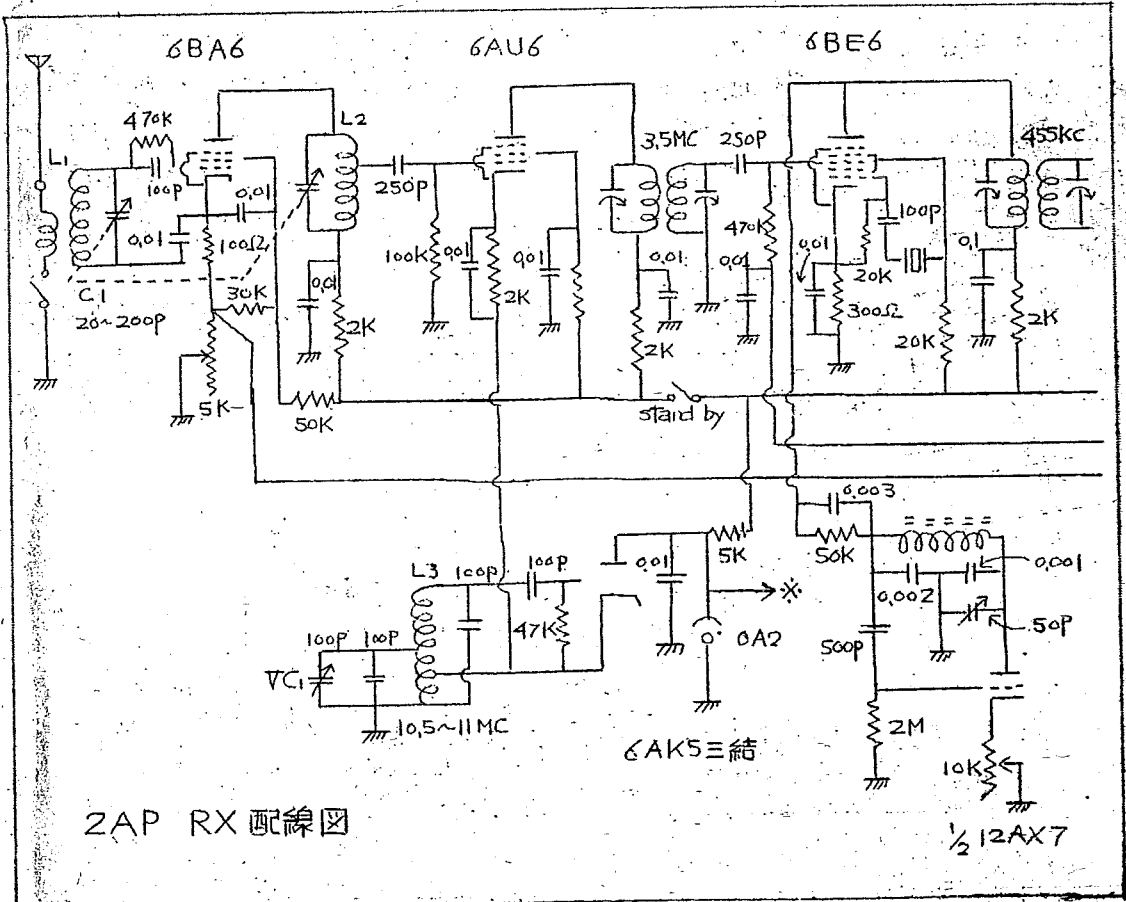 6BA6
6AU6
6BE6
470K
L1
100p
0.01
0.01
100Ω
30K
C1
20~200p
5K
50K
L2
0.01
2K
250p
100K
0.01
2K
0.01
3.5MC
250p
0.01
2K
470K
0.01
0.01
300Ω
20K
100p
20K
455KC
0.1
2K
stand by
0.003
50K
0.002
0.001
50P
500p
2M
10K
½ 12AX7
5K
0.01
※
OA2
L3
100p
100p
47K
100p
100p
VC1
10.5~11MC
6AK5三結
2AP RX 配線図